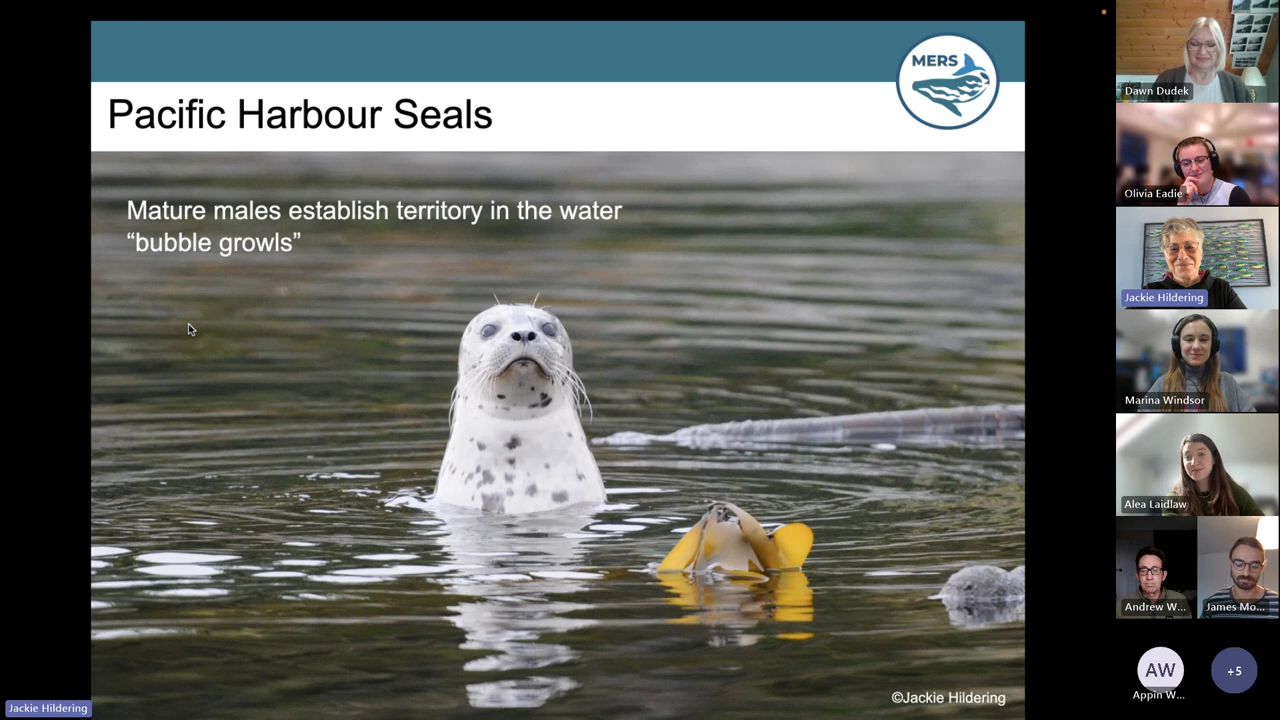 MERS
Pacific Harbour Seals
Mature males establish territory in the water
“bubble growls”
©Jackie Hildering
Jackie Hildering
Dawn Dudek
Olivia Eadie
Jackie Hildering
Marina Windsor
Alea Laidlaw
Andrew W...
James Mo...
AW
Appin W...
+5